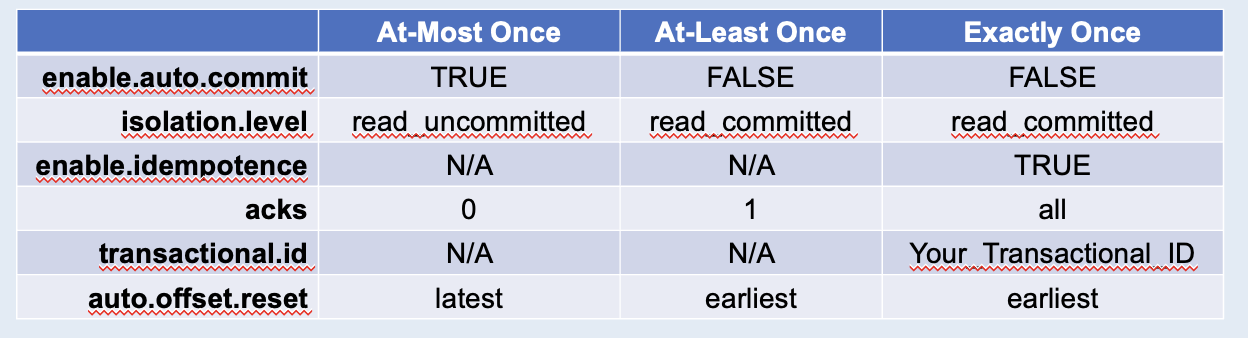 At-Most Once At-Least Once Exactly Once
enable.auto.commit TRUE FALSE FALSE
isolation.level read_uncommitted read_committed read_committed
enable.idempotence N/A N/A TRUE
acks 0 1 all
transactional.id N/A N/A Your_Transactional_ID
auto.offset.reset latest earliest earliest